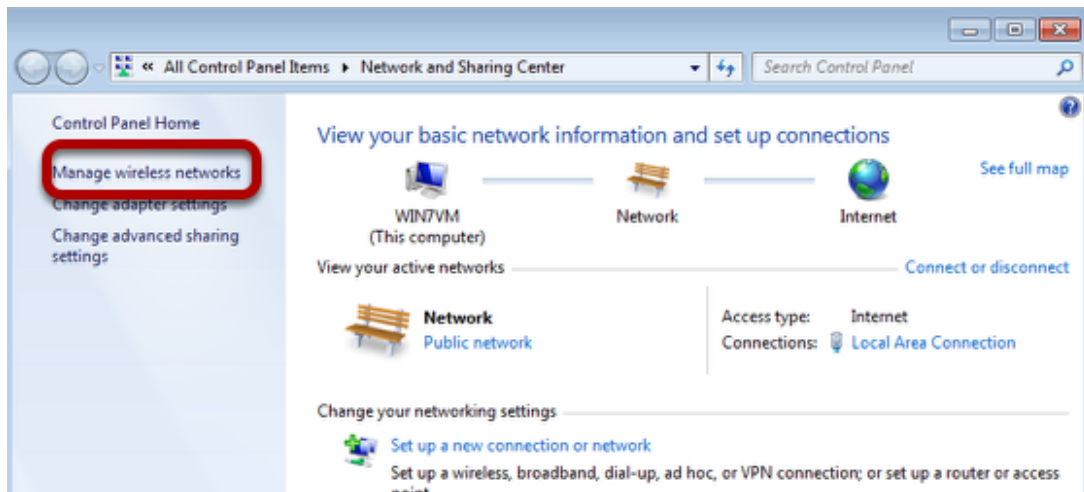 « All Control Panel Items ▸ Network and Sharing Center
Search Control Panel
Control Panel Home
Manage wireless networks
Change adapter settings
Change advanced sharing
settings
View your basic network information and set up connections
See full map
WIN7VM
(This computer)
Network
Internet
View your active networks
Connect or disconnect
Network
Public network
Access type: Internet
Connections: Local Area Connection
Change your networking settings
Set up a new connection or network
Set up a wireless, broadband, dial-up, ad hoc, or VPN connection; or set up a router or access
point.